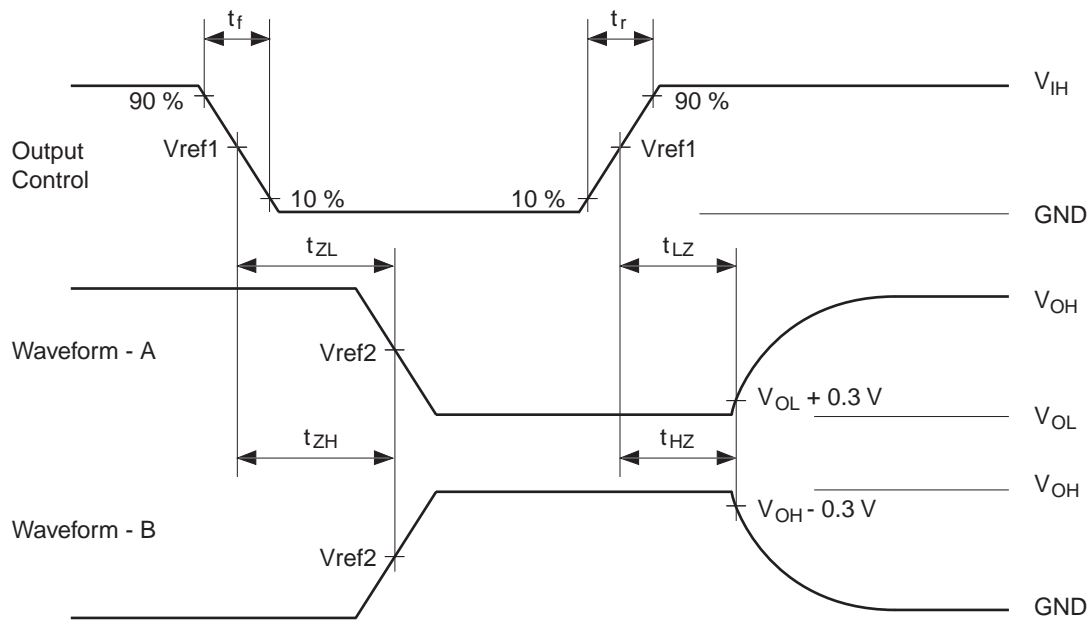 tf
tr
VIH
90 %
90 %
Output
Control
Vref1
Vref1
10 %
10 %
GND
tZL
tLZ
VOH
Waveform - A
Vref2
VOL + 0.3 V
VOL
tZH
tHZ
VOH
VOH - 0.3 V
Waveform - B
Vref2
GND